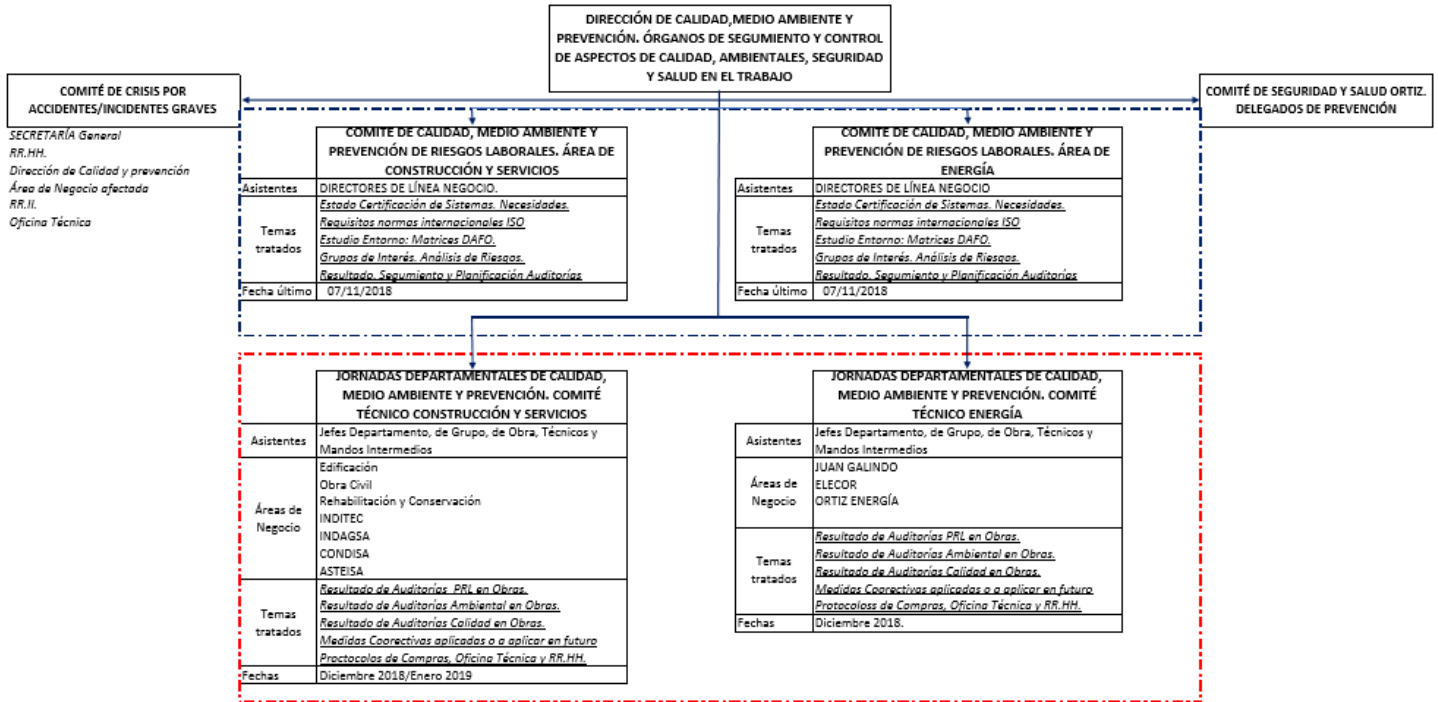 DIRECCIÓN DE CALIDAD,MEDIO AMBIENTE Y
PREVENCIÓN. ÓRGANOS DE SEGUMIENTO Y CONTROL
DE ASPECTOS DE CALIDAD, AMBIENTALES, SEGURIDAD
Y SALUD EN EL TRABAJO
COMITÉ DE CRISIS POR
ACCIDENTES/INCIDENTES GRAVES
SECRETARÍA General
RR.HH.
Dirección de Calidad y prevención
Área de Negocio afectada
RR.II.
Oficina Técnica
COMITÉ DE SEGURIDAD Y SALUD ORTIZ.
DELEGADOS DE PREVENCIÓN
COMITE DE CALIDAD, MEDIO AMBIENTE Y
PREVENCIÓN DE RIESGOS LABORALES. ÁREA DE
CONSTRUCCIÓN Y SERVICIOS
Asistentes DIRECTORES DE LÍNEA NEGOCIO.
Temas tratados
Estado Certificación de Sistemas. Necesidades.
Requisitos normas internacionales ISO
Estudio Entorno: Matrices DAFO.
Grupos de Interés. Análisis de Riesgos.
Resultado, Segumiento y Planificación Auditorías
Fecha último 07/11/2018
COMITE DE CALIDAD, MEDIO AMBIENTE Y
PREVENCIÓN DE RIESGOS LABORALES. ÁREA DE
ENERGÍA
Asistentes DIRECTORES DE LÍNEA NEGOCIO
Temas tratados
Estado Certificación de Sistemas. Necesidades.
Requisitos normas internacionales ISO
Estudio Entorno: Matrices DAFO.
Grupos de Interés. Análisis de Riesgos.
Resultado, Segumiento y Planificación Auditorías
Fecha último 07/11/2018
JORNADAS DEPARTAMENTALES DE CALIDAD,
MEDIO AMBIENTE Y PREVENCIÓN. COMITÉ
TÉCNICO CONSTRUCCIÓN Y SERVICIOS
Asistentes
Jefes Departamento, de Grupo, de Obra, Técnicos y
Mandos Intermedios
Áreas de Negocio
Edificación
Obra Civil
Rehabilitación y Conservación
INDITEC
INDAGSA
CONDISA
ASTEISA
Temas tratados
Resultado de Auditorías PRL en Obras.
Resultado de Auditorías Ambiental en Obras.
Resultado de Auditorías Calidad en Obras.
Medidas Coorectivas aplicadas o a aplicar en futuro
Proctocolos de Compras, Oficina Técnica y RR.HH.
Fechas Diciembre 2018/Enero 2019
JORNADAS DEPARTAMENTALES DE CALIDAD,
MEDIO AMBIENTE Y PREVENCIÓN. COMITÉ
TÉCNICO ENERGÍA
Asistentes
Jefes Departamento, de Grupo, de Obra, Técnicos y
Mandos Intermedios
Áreas de Negocio
JUAN GALINDO
ELECOR
ORTIZ ENERGÍA
Temas tratados
Resultado de Auditorías PRL en Obras.
Resultado de Auditorías Ambiental en Obras.
Resultado de Auditorías Calidad en Obras.
Medidas Coorectivas aplicadas o a aplicar en futuro
Protocoloss de Compras, Oficina Técnica y RR.HH.
Fechas Diciembre 2018.